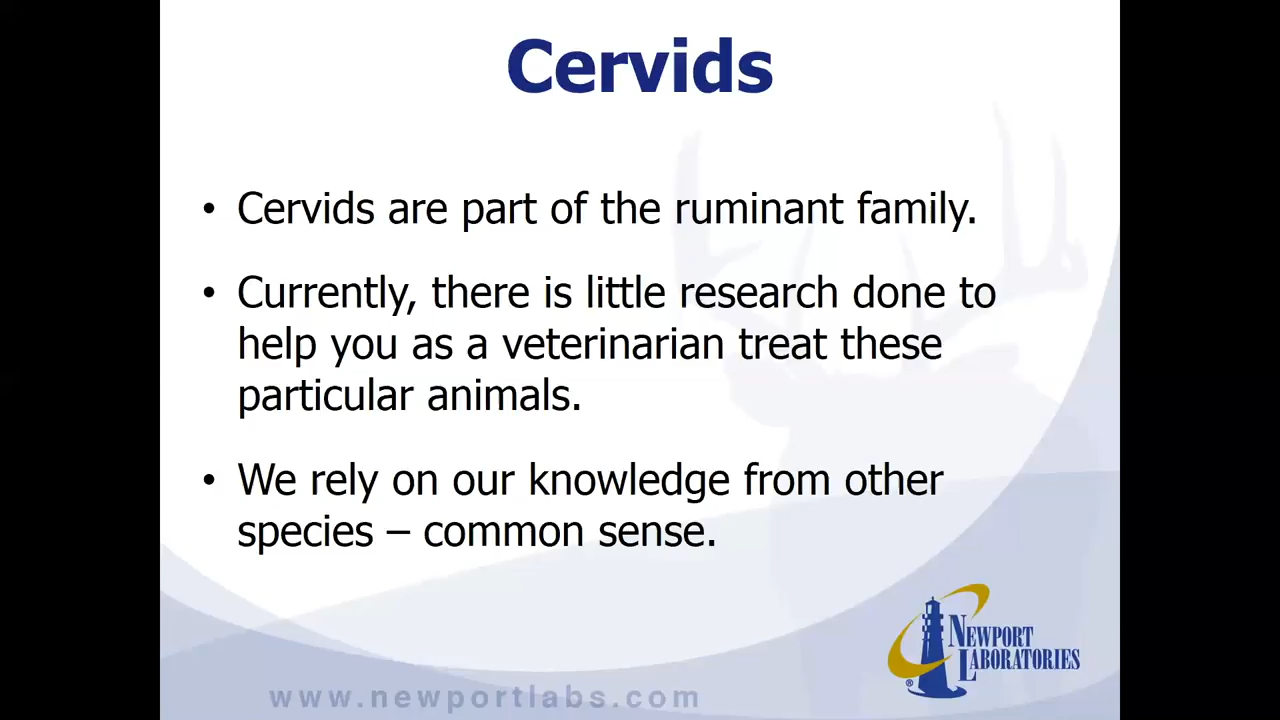 Cervids
• Cervids are part of the ruminant family.
• Currently, there is little research done to
help you as a veterinarian treat these
particular animals.
• We rely on our knowledge from other
species – common sense.
NEWPORT
LABORATORIES
®
www.newportlabs.com